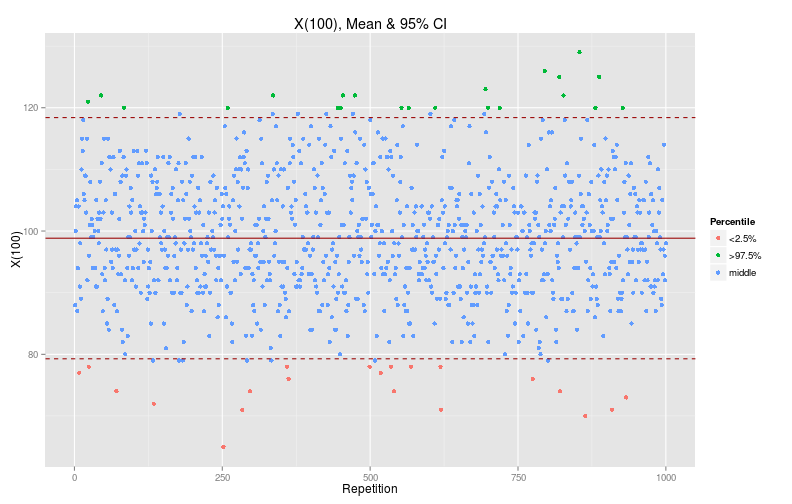 X(100), Mean & 95% CI
X(100)
120
100
80
0
250
500
750
1000
Repetition
Percentile
<2.5%
>97.5%
middle